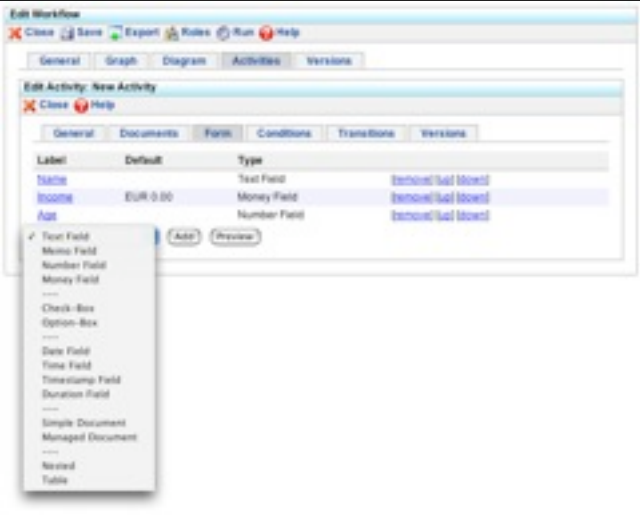 Edit Workflow
Close Save Export Roles Run Help
General Graph Diagram Activities Versions
Edit Activity: New Activity
Close Help
General Documents Form Conditions Transitions Versions
Label Default Type
Name Text Field [remove] [up] [down]
Income EUR 0.00 Money Field [remove] [up] [down]
Age Number Field [remove] [up] [down]
✓ Text Field Add Preview
Memo Field
Number Field
Money Field
----
Check-Box
Option-Box
----
Date Field
Time Field
Timestamp Field
Duration Field
----
Simple Document
Managed Document
----
Nested
Table